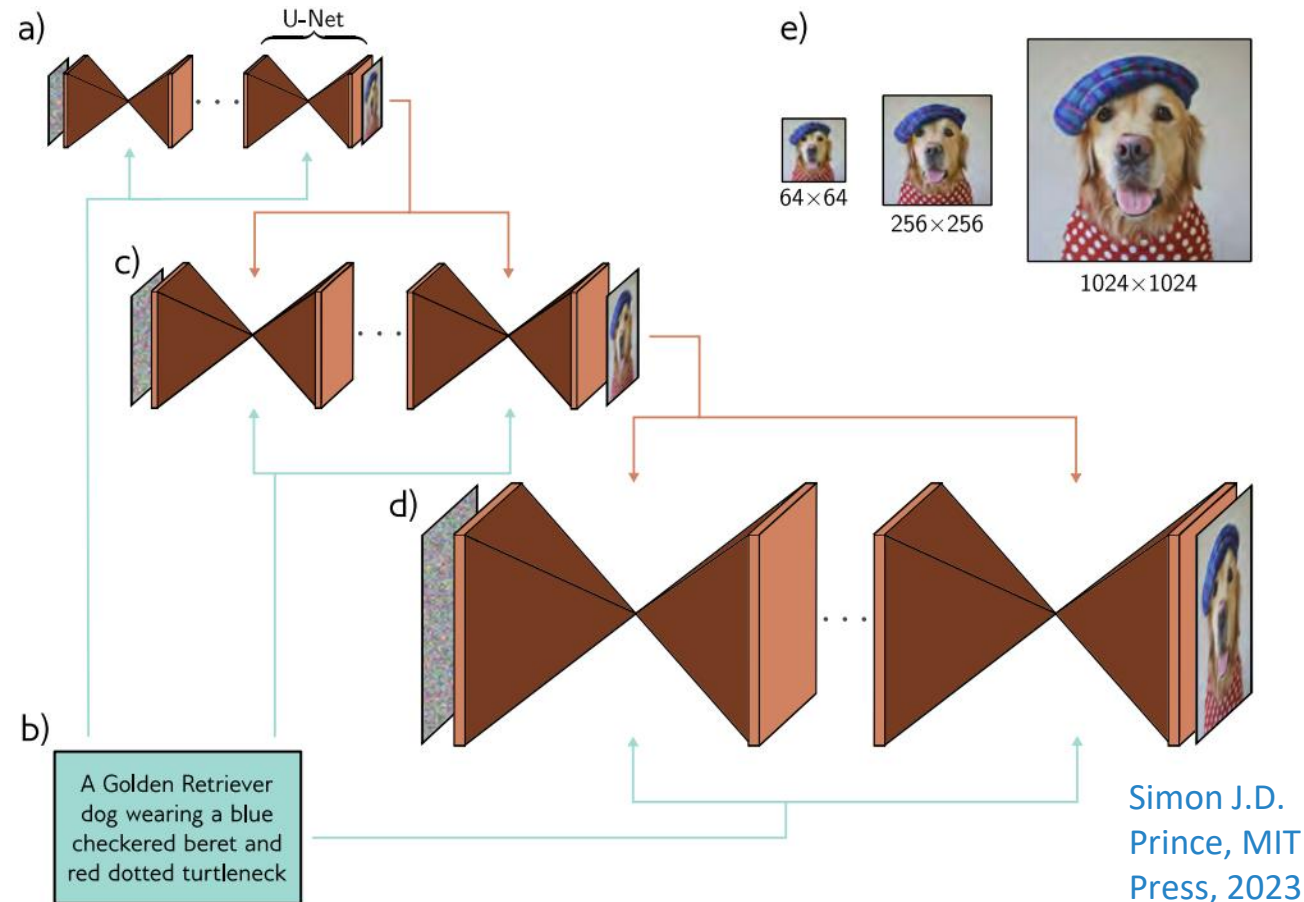 a)
U-Net
e)
64×64
256×256
1024×1024
c)
d)
b)
A Golden Retriever
dog wearing a blue
checkered beret and
red dotted turtleneck
Simon J.D.
Prince, MIT
Press, 2023